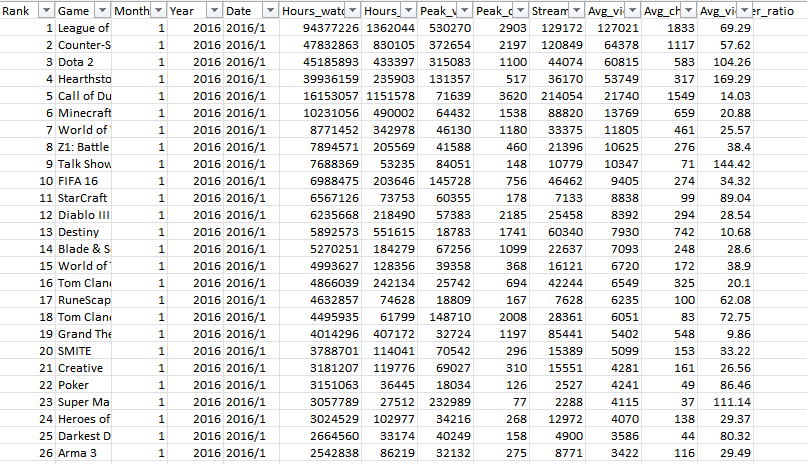 Rank Game Month Year Date Hours_watc Hours_ Peak_v Peak_c Stream Avg_vie Avg_ch Avg_vi er_ratio
1 League of 1 2016 2016/1 94377226 1362044 530270 2903 129172 127021 1833 69.29
2 Counter-S 1 2016 2016/1 47832863 830105 372654 2197 120849 64378 1117 57.62
3 Dota 2 1 2016 2016/1 45185893 433397 315083 1100 44074 60815 583 104.26
4 Hearthsto 1 2016 2016/1 39936159 235903 131357 517 36170 53749 317 169.29
5 Call of Du 1 2016 2016/1 16153057 1151578 71639 3620 214054 21740 1549 14.03
6 Minecraft 1 2016 2016/1 10231056 490002 64432 1538 88820 13769 659 20.88
7 World of 1 2016 2016/1 8771452 342978 46130 1180 33375 11805 461 25.57
8 Z1: Battle 1 2016 2016/1 7894571 205569 41588 460 21396 10625 276 38.4
9 Talk Show 1 2016 2016/1 7688369 53235 84051 148 10779 10347 71 144.42
10 FIFA 16 1 2016 2016/1 6988475 203646 145728 756 46462 9405 274 34.32
11 StarCraft 1 2016 2016/1 6567126 73753 60355 178 7133 8838 99 89.04
12 Diablo III 1 2016 2016/1 6235668 218490 57383 2185 25458 8392 294 28.54
13 Destiny 1 2016 2016/1 5892573 551615 18783 1741 60340 7930 742 10.68
14 Blade & S 1 2016 2016/1 5270251 184279 67256 1099 22637 7093 248 28.6
15 World of 1 2016 2016/1 4993627 128356 39358 368 16121 6720 172 38.9
16 Tom Clan 1 2016 2016/1 4866039 242134 25742 694 42244 6549 325 20.1
17 RuneScap 1 2016 2016/1 4632857 74628 18809 167 7628 6235 100 62.08
18 Tom Clan 1 2016 2016/1 4495935 61799 148710 2008 28361 6051 83 72.75
19 Grand The 1 2016 2016/1 4014296 407172 32724 1197 85441 5402 548 9.86
20 SMITE 1 2016 2016/1 3788701 114041 70542 296 15389 5099 153 33.22
21 Creative 1 2016 2016/1 3181207 119776 69027 310 15551 4281 161 26.56
22 Poker 1 2016 2016/1 3151063 36445 18034 126 2527 4241 49 86.46
23 Super Ma 1 2016 2016/1 3057789 27512 232989 77 2288 4115 37 111.14
24 Heroes of 1 2016 2016/1 3024529 102977 34216 268 12972 4070 138 29.37
25 Darkest D 1 2016 2016/1 2664560 33174 40249 158 4900 3586 44 80.32
26 Arma 3 1 2016 2016/1 2542838 86219 32132 275 8771 3422 116 29.49